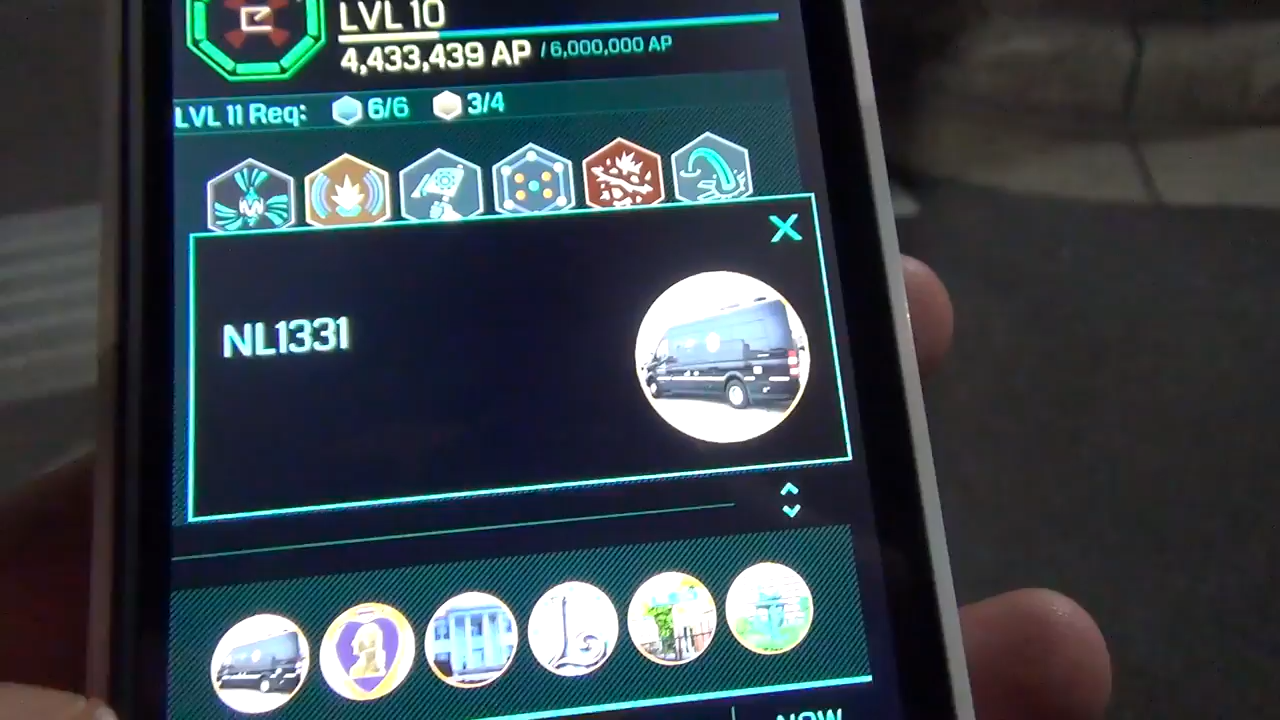 LVL 10
4,433,439 AP / 6,000,000 AP
LVL 11 Req: 6/6 3/4
X
NL1331
NOW